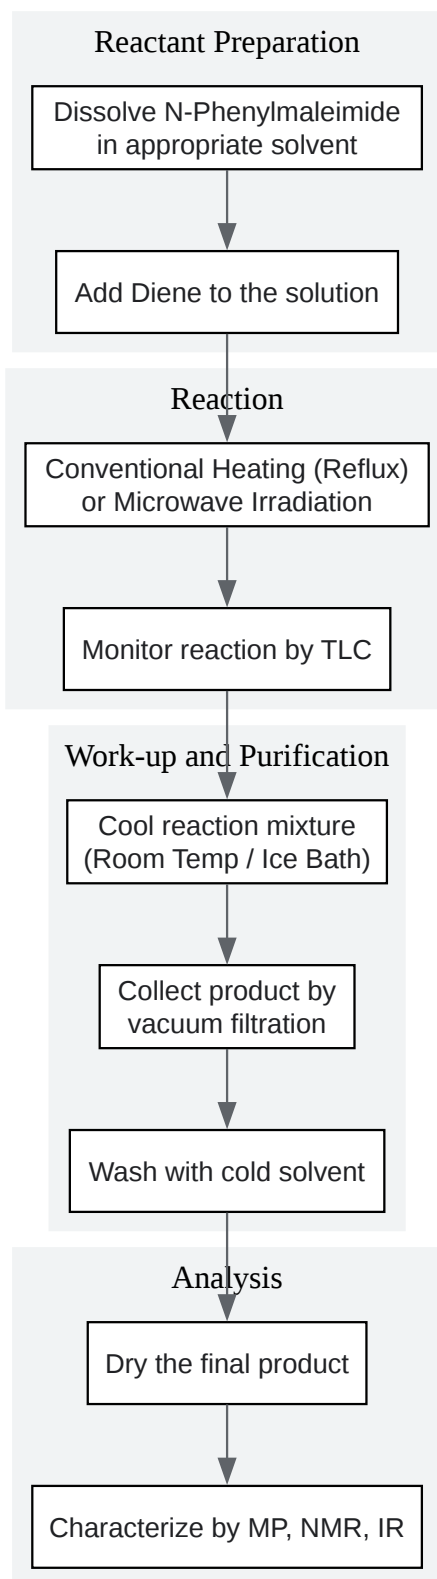 Reactant Preparation
Dissolve N-Phenylmaleimide
in appropriate solvent
Add Diene to the solution
Reaction
Conventional Heating (Reflux)
or Microwave Irradiation
Monitor reaction by TLC
Work-up and Purification
Cool reaction mixture
(Room Temp / Ice Bath)
Collect product by
vacuum filtration
Wash with cold solvent
Analysis
Dry the final product
Characterize by MP, NMR, IR